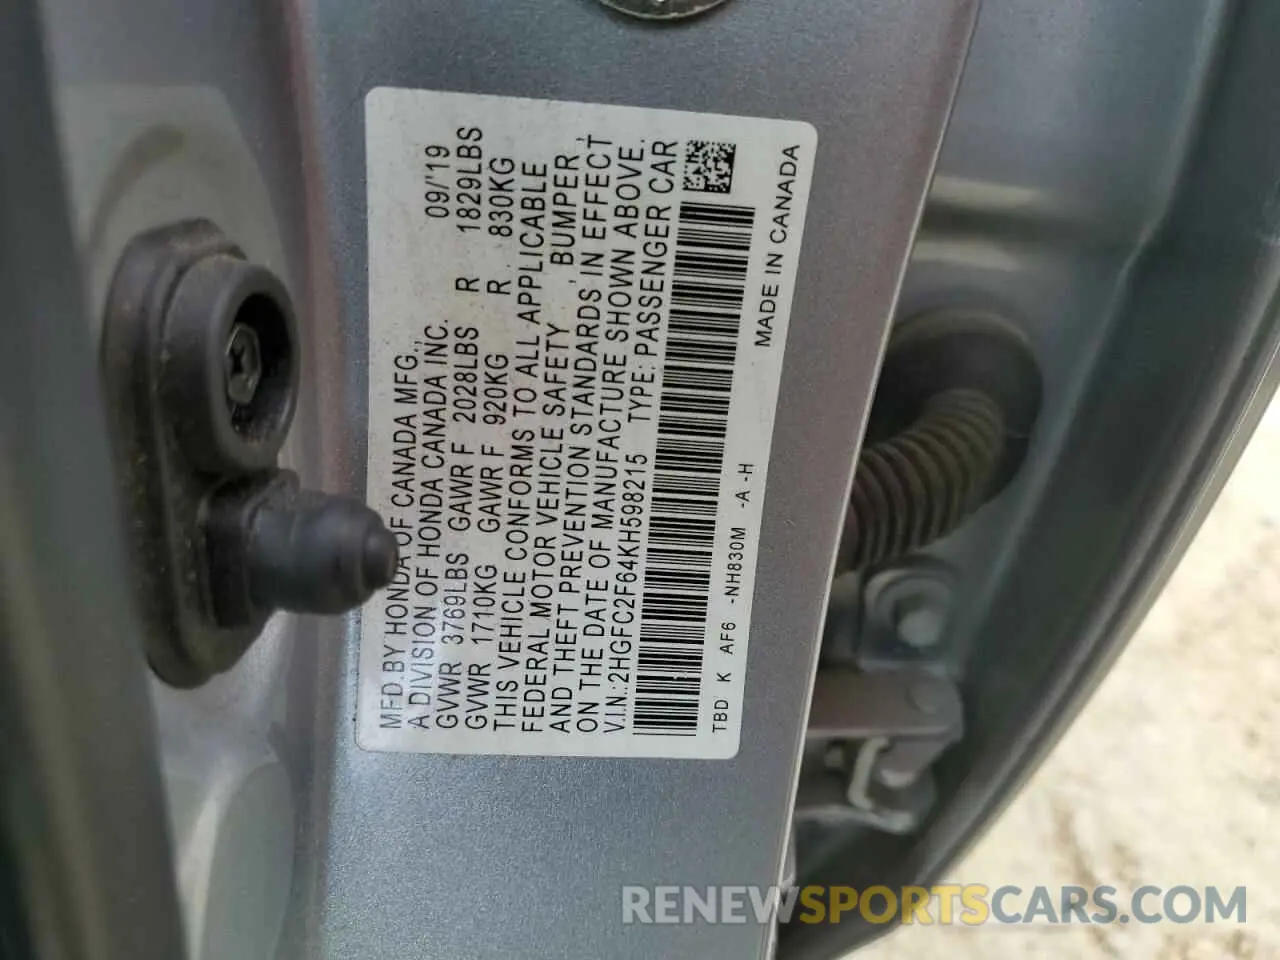 MFD. BY HONDA OF CANADA MFG.,
A DIVISION OF HONDA CANADA INC. 09/'19
GVWR 3769LBS GAWR F 2028LBS R 1829LBS
GVWR 1710KG GAWR F 920KG R 830KG
THIS VEHICLE CONFORMS TO ALL APPLICABLE
FEDERAL MOTOR VEHICLE SAFETY , BUMPER ,
AND THEFT PREVENTION STANDARDS , IN EFFECT
ON THE DATE OF MANUFACTURE SHOWN ABOVE.
V.I.N.:2HGFC2F64KH598215 TYPE: PASSENGER CAR
TBD K AF6 -NH830M -A -H
MADE IN CANADA
RENEWSPORTSCARS.COM